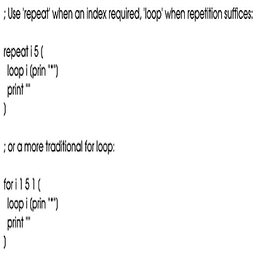 ; Use 'repeat' when an index required, 'loop' when repetition suffices:
repeat i 5 (
loop i (prin "*")
print ""
)
; or a more traditional for loop:
for i 1 5 1 (
loop i (prin "*")
print ""
)